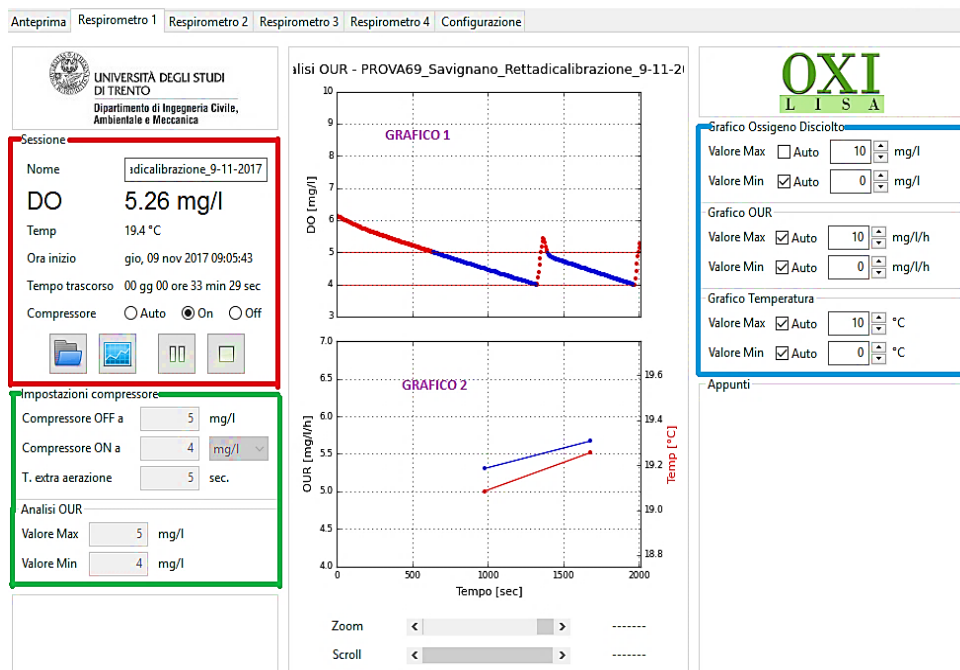 Anteprima Respirometro 1 Respirometro 2 Respirometro 3 Respirometro 4 Configurazione
UNIVERSITÀ DEGLI STUDI
DI TRENTO
Dipartimento di Ingegneria Civile,
Ambientale e Meccanica
Sessione
Nome
dicalibrazione_9-11-2017
DO 5.26 mg/l
Temp 19.4 °C
Ora inizio gio, 09 nov 2017 09:05:43
Tempo trascorso 00 gg 00 ore 33 min 29 sec
Compressore Auto On Off
Impostazioni compressore
Compressore OFF a 5 mg/l
Compressore ON a 4 mg/l
T. extra aerazione 5 sec.
Analisi OUR
Valore Max 5 mg/l
Valore Min 4 mg/l
alisi OUR - PROVA69_Savignano_Rettadicalibrazione_9-11-20
GRAFICO 1
DO [mg/l]
10
9
8
7
6
5
4
3
GRAFICO 2
OUR [mg/l/h]
7.0
6.5
6.0
5.5
5.0
4.5
4.0
19.6
19.4
19.2
19.0
18.8
Temp [°C]
0 500 1000 1500 2000
Tempo [sec]
Zoom < > -------
Scroll < > -------
OXI
LISA
Grafico Ossigeno Disciolto
Valore Max Auto 10 mg/l
Valore Min Auto 0 mg/l
Grafico OUR
Valore Max Auto 10 mg/l/h
Valore Min Auto 0 mg/l/h
Grafico Temperatura
Valore Max Auto 10 °C
Valore Min Auto 0 °C
Appunti